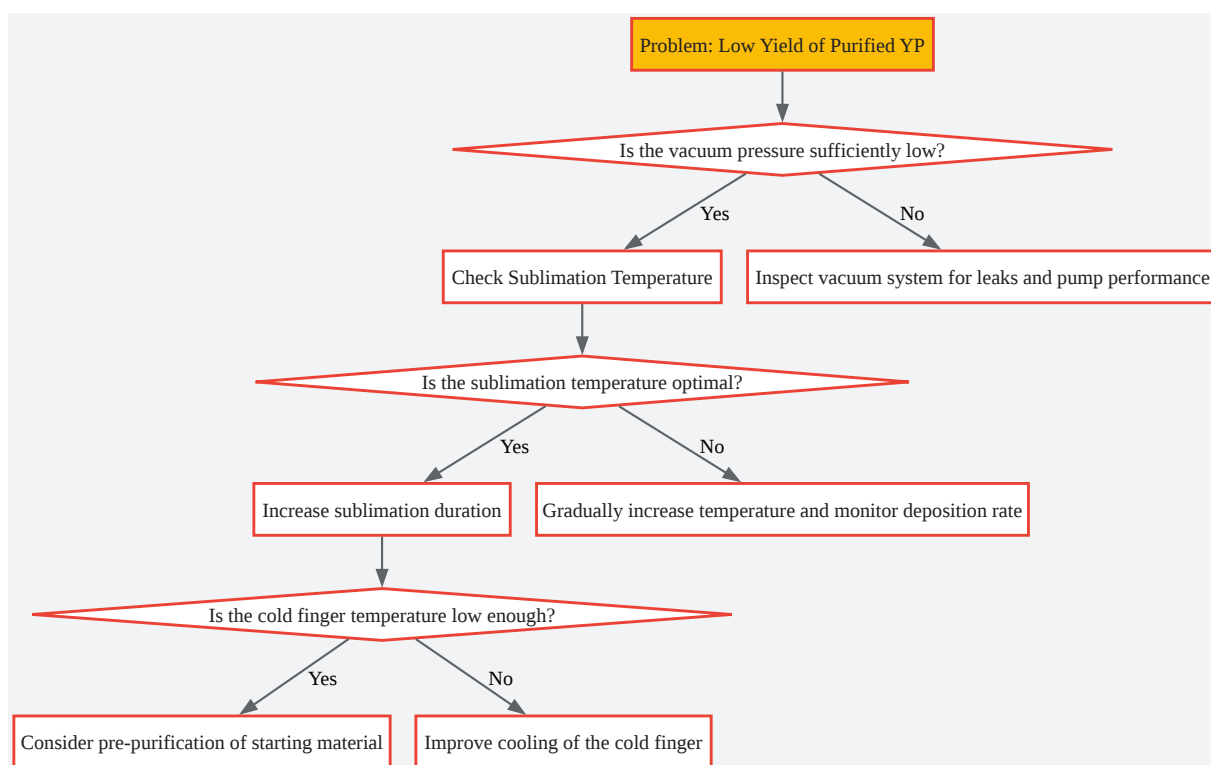 Problem: Low Yield of Purified YP
Is the vacuum pressure sufficiently low?
Yes
No
Check Sublimation Temperature
Inspect vacuum system for leaks and pump performance
Is the sublimation temperature optimal?
Yes
No
Increase sublimation duration
Gradually increase temperature and monitor deposition rate
Is the cold finger temperature low enough?
Yes
No
Consider pre-purification of starting material
Improve cooling of the cold finger